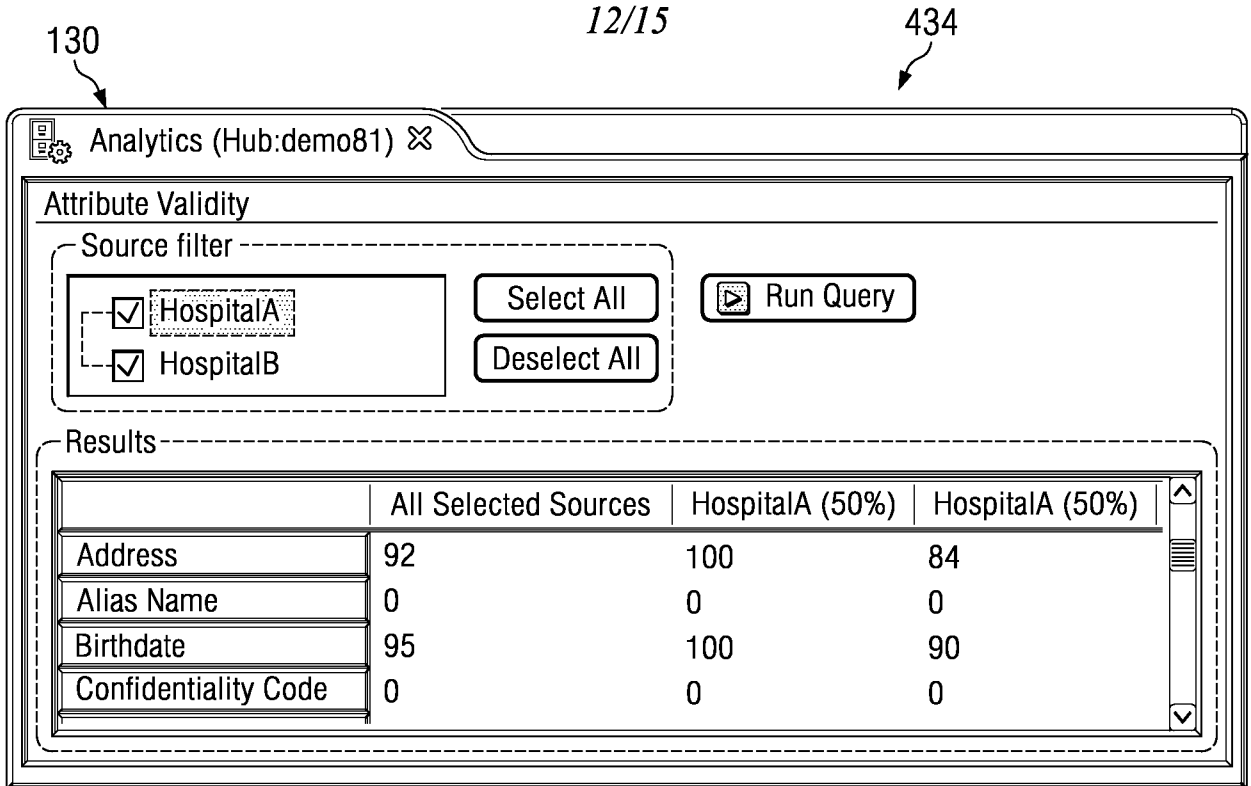 12/15
130
434
Analytics (Hub:demo81)
Attribute Validity
Source filter
HospitalA
HospitalB
Select All
Deselect All
Run Query
Results
All Selected Sources HospitalA (50%) HospitalA (50%)
Address 92 100 84
Alias Name 0 0 0
Birthdate 95 100 90
Confidentiality Code 0 0 0